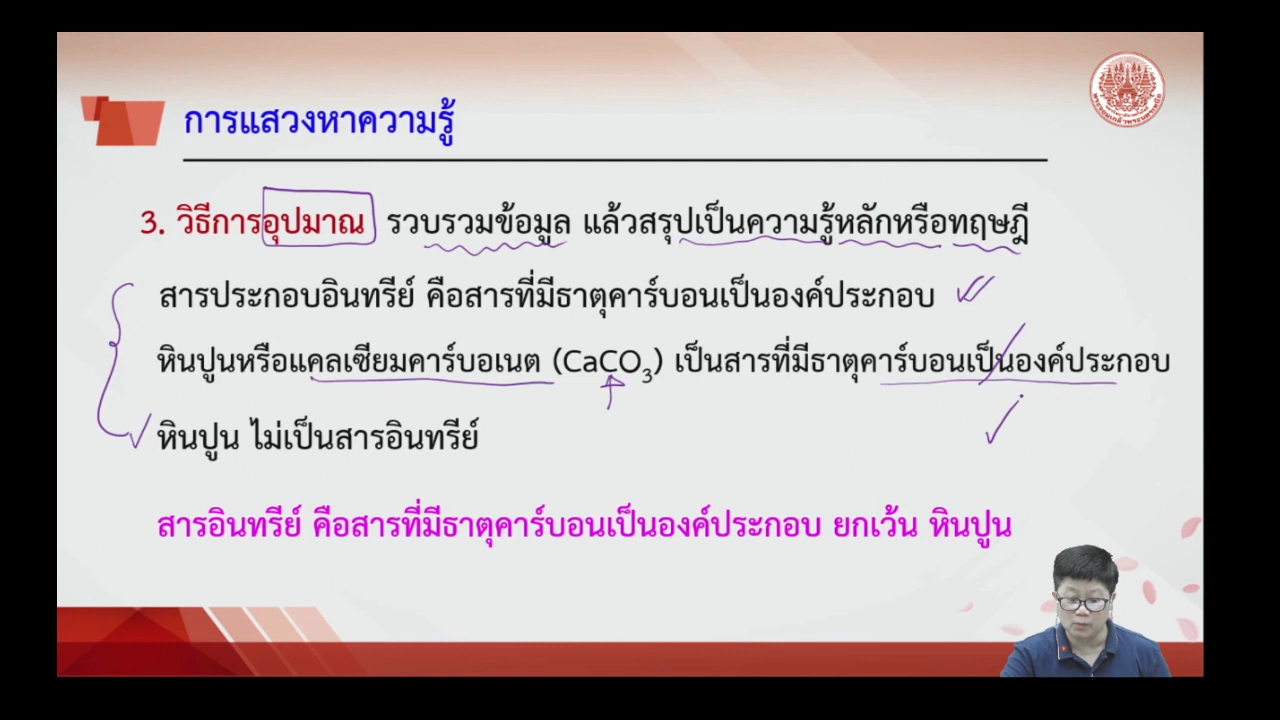 การแสวงหาความรู้
3. วิธีการอุปมาณ รวบรวมข้อมูล แล้วสรุปเป็นความรู้หลักหรือทฤษฎี
สารประกอบอินทรีย์ คือสารที่มีธาตุคาร์บอนเป็นองค์ประกอบ
หินปูนหรือแคลเซียมคาร์บอเนต (CaCO₃) เป็นสารที่มีธาตุคาร์บอนเป็นองค์ประกอบ
หินปูน ไม่เป็นสารอินทรีย์
สารอินทรีย์ คือสารที่มีธาตุคาร์บอนเป็นองค์ประกอบ ยกเว้น หินปูน